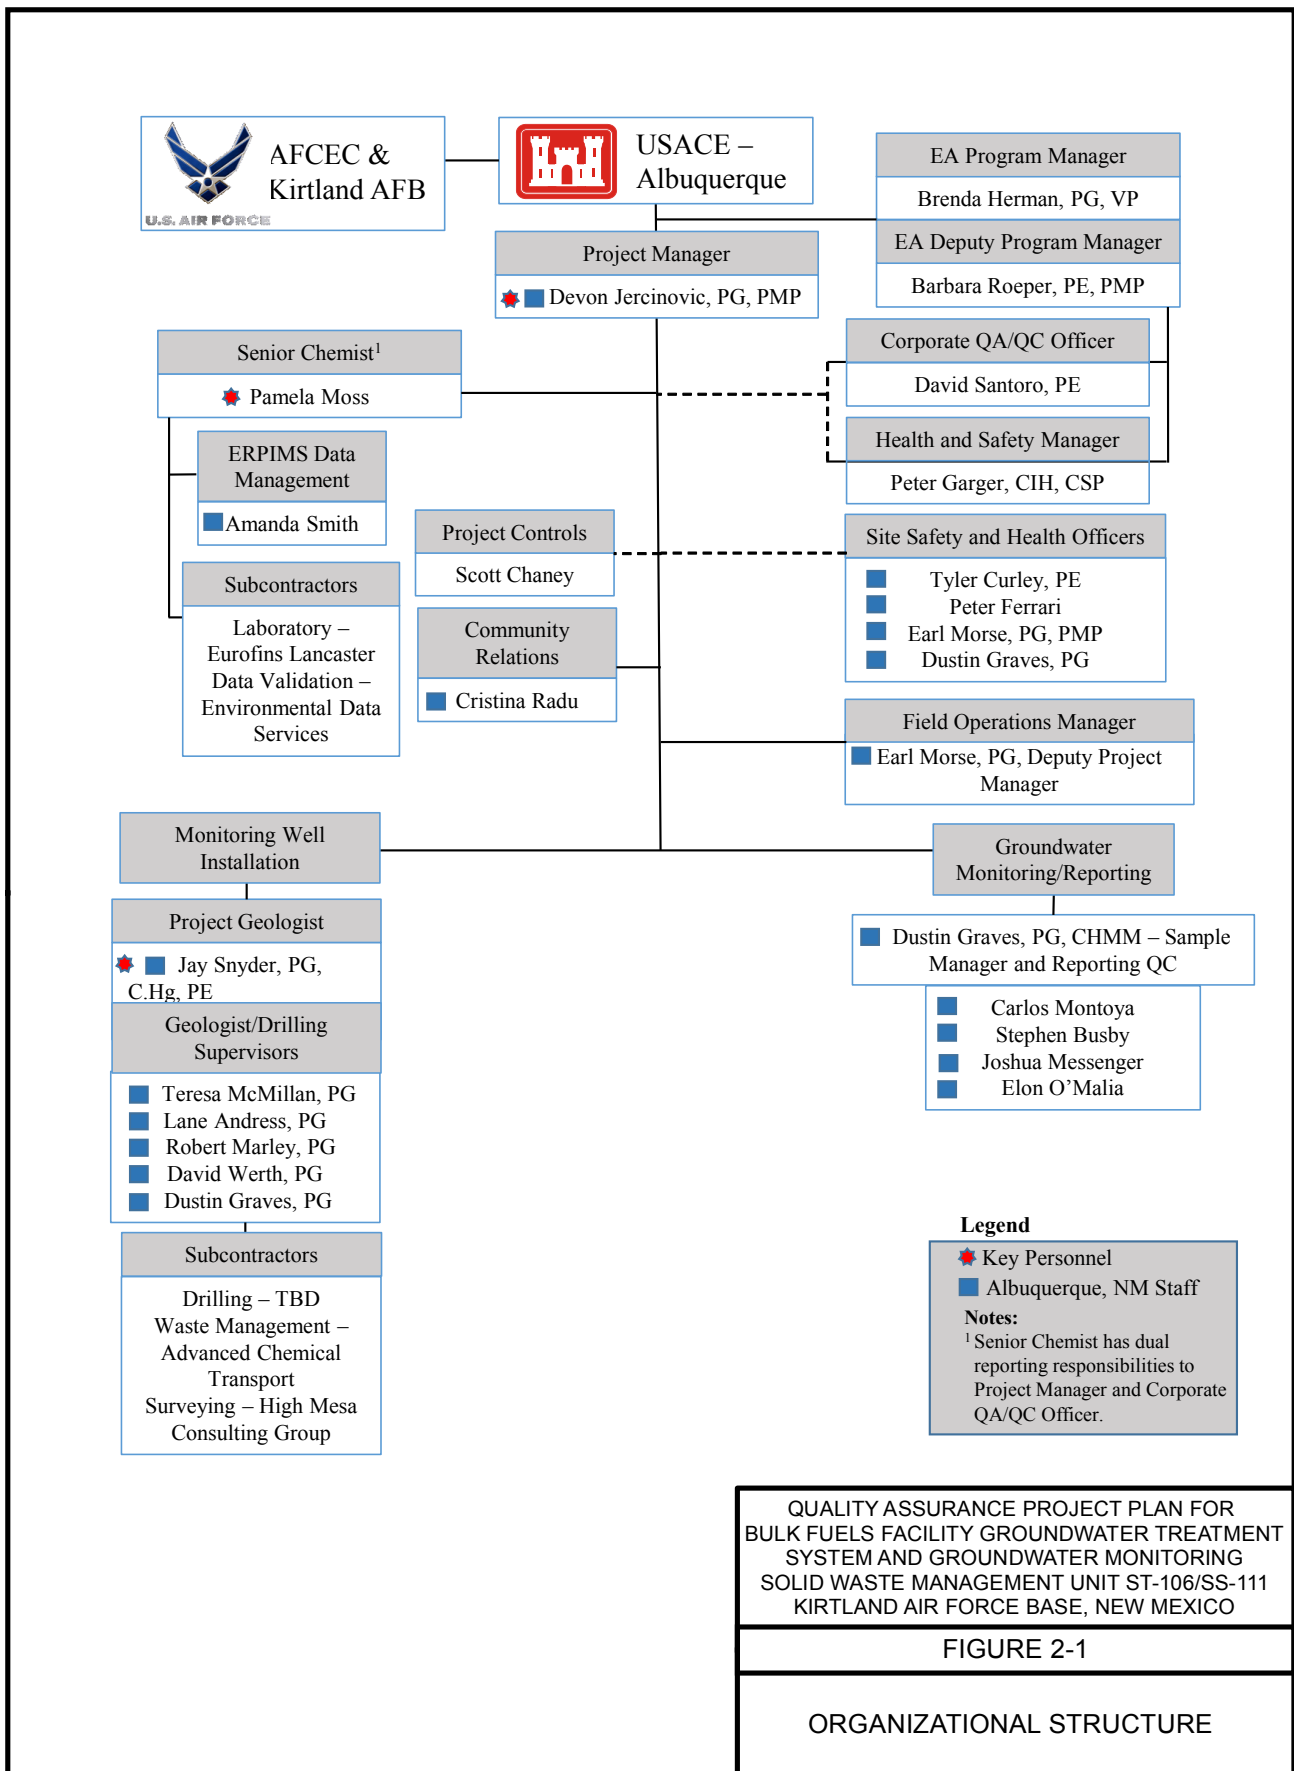 AFCEC &
Kirtland AFB
U.S. AIR FORCE
USACE –
Albuquerque
EA Program Manager
Brenda Herman, PG, VP
EA Deputy Program Manager
Barbara Roeper, PE, PMP
Project Manager
Devon Jercinovic, PG, PMP
Senior Chemist¹
Pamela Moss
Corporate QA/QC Officer
David Santoro, PE
Health and Safety Manager
Peter Garger, CIH, CSP
ERPIMS Data
Management
Amanda Smith
Project Controls
Scott Chaney
Site Safety and Health Officers
Tyler Curley, PE
Peter Ferrari
Earl Morse, PG, PMP
Dustin Graves, PG
Subcontractors
Laboratory –
Eurofins Lancaster
Data Validation –
Environmental Data
Services
Community
Relations
Cristina Radu
Field Operations Manager
Earl Morse, PG, Deputy Project
Manager
Monitoring Well
Installation
Groundwater
Monitoring/Reporting
Project Geologist
Jay Snyder, PG,
C.Hg, PE
Geologist/Drilling
Supervisors
Teresa McMillan, PG
Lane Andress, PG
Robert Marley, PG
David Werth, PG
Dustin Graves, PG
Dustin Graves, PG, CHMM – Sample
Manager and Reporting QC
Carlos Montoya
Stephen Busby
Joshua Messenger
Elon O’Malia
Subcontractors
Drilling – TBD
Waste Management –
Advanced Chemical
Transport
Surveying – High Mesa
Consulting Group
Legend
Key Personnel
Albuquerque, NM Staff
Notes:
¹ Senior Chemist has dual
reporting responsibilities to
Project Manager and Corporate
QA/QC Officer.
QUALITY ASSURANCE PROJECT PLAN FOR
BULK FUELS FACILITY GROUNDWATER TREATMENT
SYSTEM AND GROUNDWATER MONITORING
SOLID WASTE MANAGEMENT UNIT ST-106/SS-111
KIRTLAND AIR FORCE BASE, NEW MEXICO
FIGURE 2-1
ORGANIZATIONAL STRUCTURE